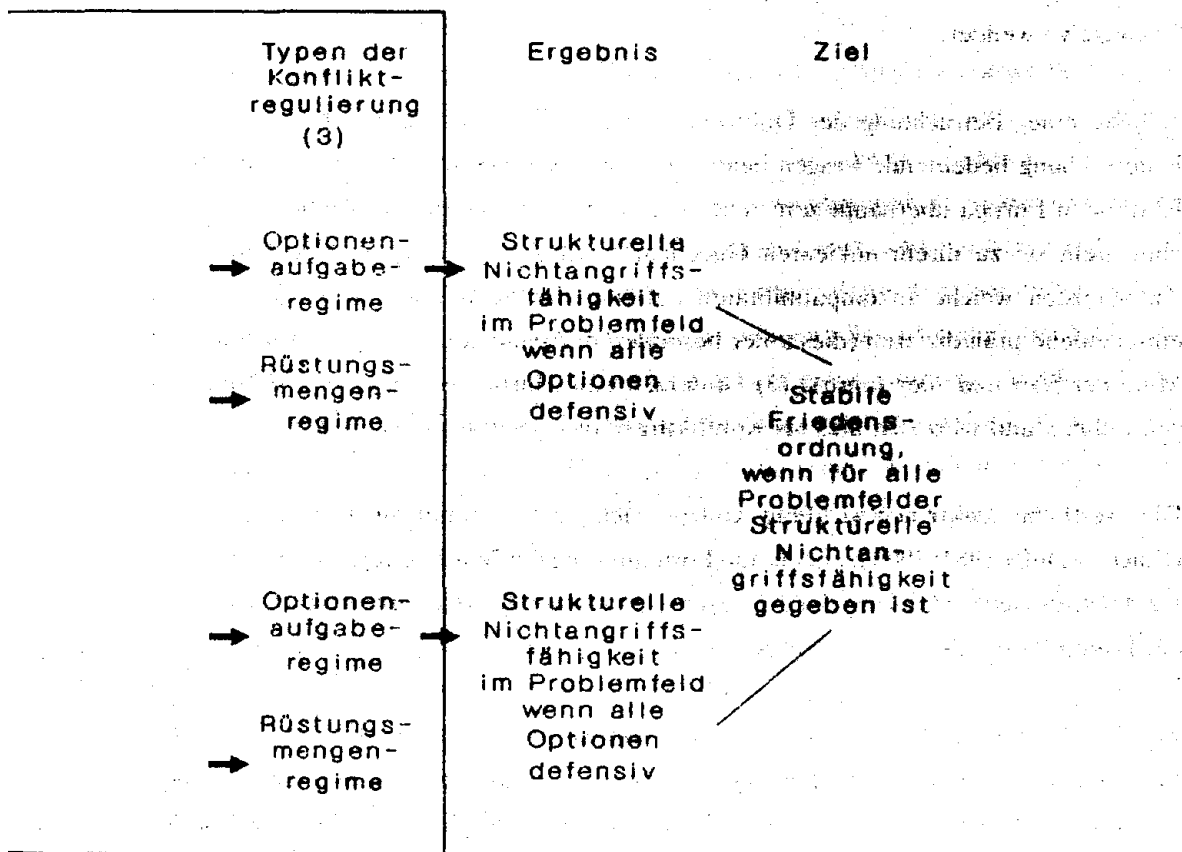 Typen der
Konflikt-
regulierung
(3)
Ergebnis
Ziel
Optionen-
aufgabe-
regime
Rüstungs-
mengen-
regime
Strukturelle
Nichtangriffs-
fähigkeit
im Problemfeld
wenn alle
Optionen
defensiv
Optionen-
aufgabe-
regime
Rüstungs-
mengen-
regime
Strukturelle
Nichtangriffs-
fähigkeit
im Problemfeld
wenn alle
Optionen
defensiv
Stabile
Friedens-
ordnung,
wenn für alle
Problemfelder
Strukturelle
Nichtan-
griffsfähigkeit
gegeben ist